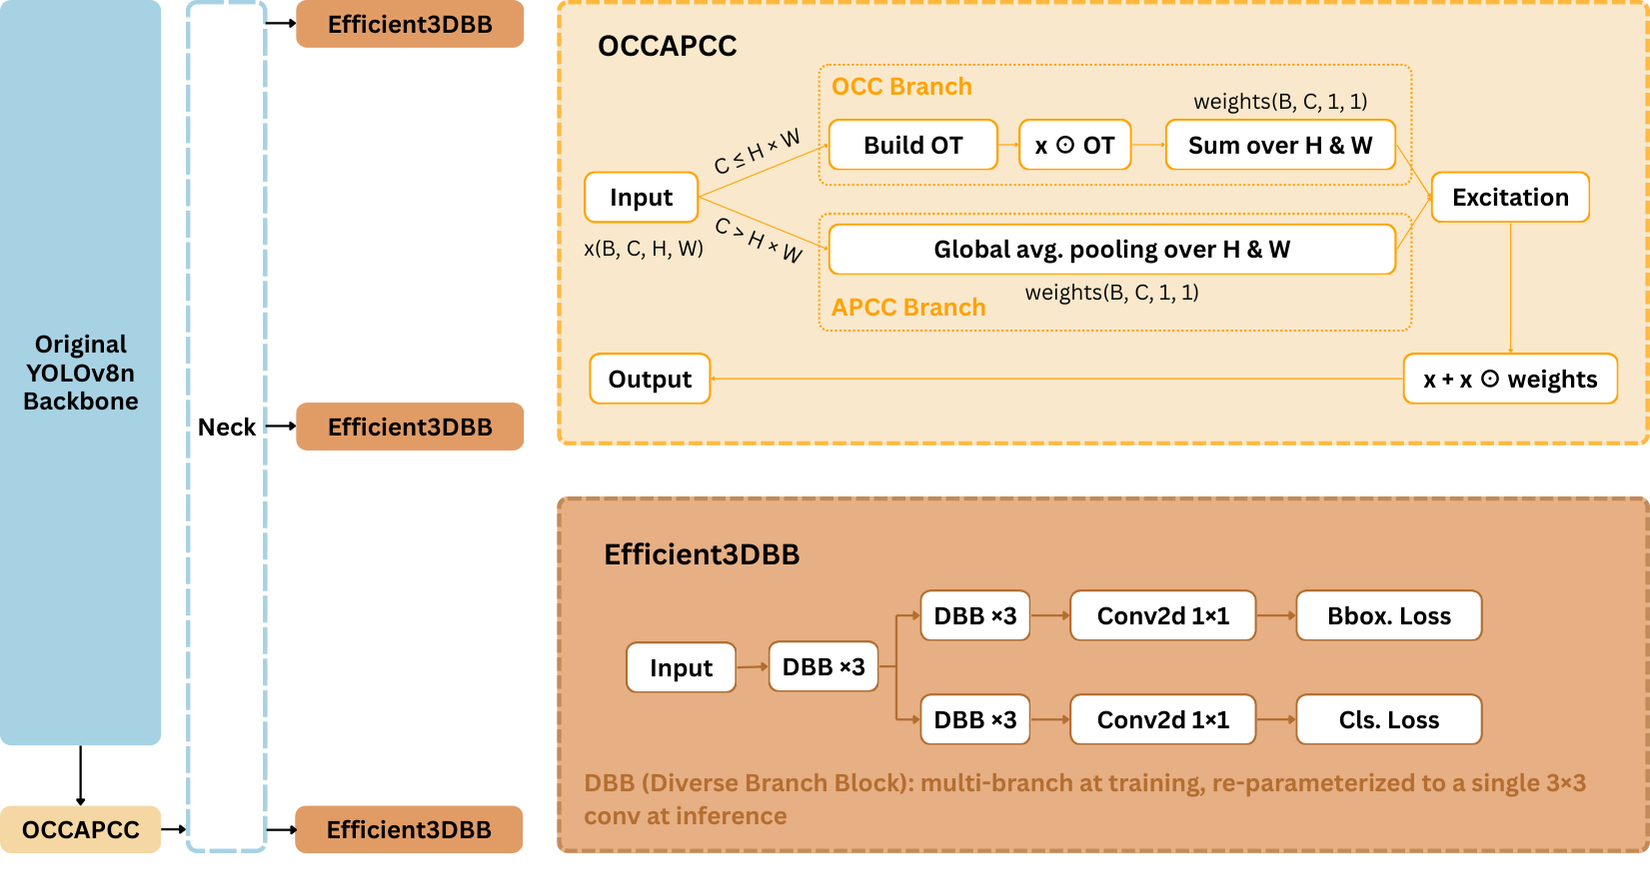 Original
YOLOv8n
Backbone
OCCAPCC
Neck
Efficient3DBB
Efficient3DBB
Efficient3DBB
OCCAPCC
OCC Branch
weights(B, C, 1, 1)
C ≤ H × W
Build OT
x ⊙ OT
Sum over H & W
Input
x(B, C, H, W)
C > H × W
Global avg. pooling over H & W
weights(B, C, 1, 1)
APCC Branch
Excitation
x + x ⊙ weights
Output
Efficient3DBB
Input
DBB ×3
DBB ×3
Conv2d 1×1
Bbox. Loss
DBB ×3
Conv2d 1×1
Cls. Loss
DBB (Diverse Branch Block): multi-branch at training, re-parameterized to a single 3×3
conv at inference